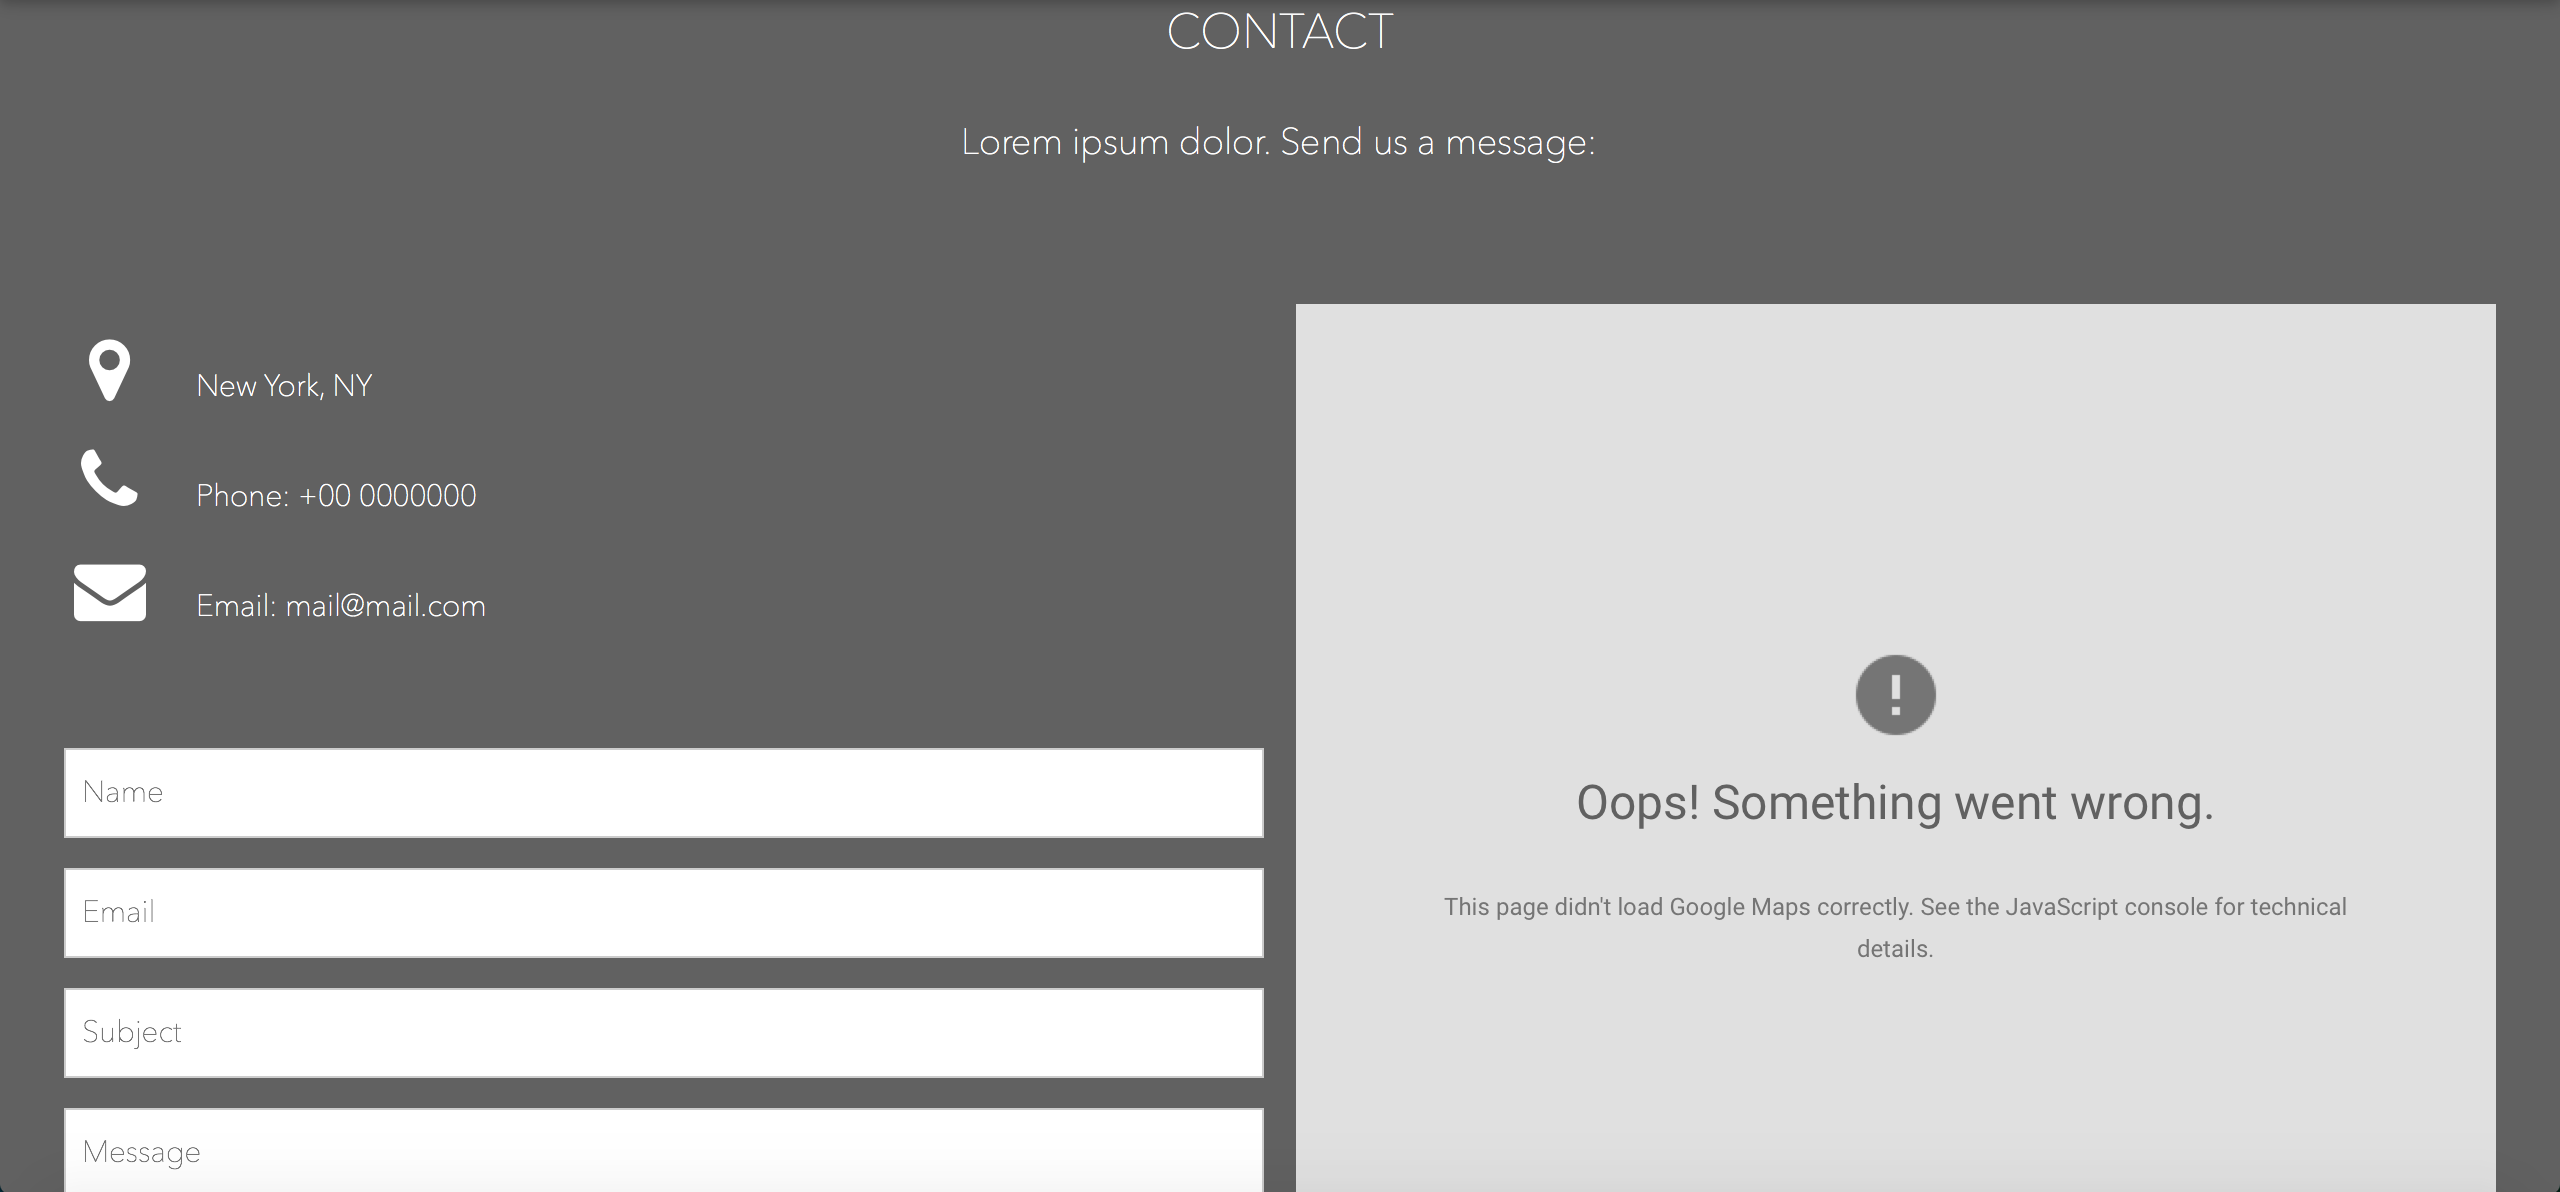 CONTACT
Lorem ipsum dolor. Send us a message:
New York, NY
Phone: +00 0000000
Email: mail@mail.com
Name
Email
Subject
Message
Oops! Something went wrong.
This page didn't load Google Maps correctly. See the JavaScript console for technical
details.